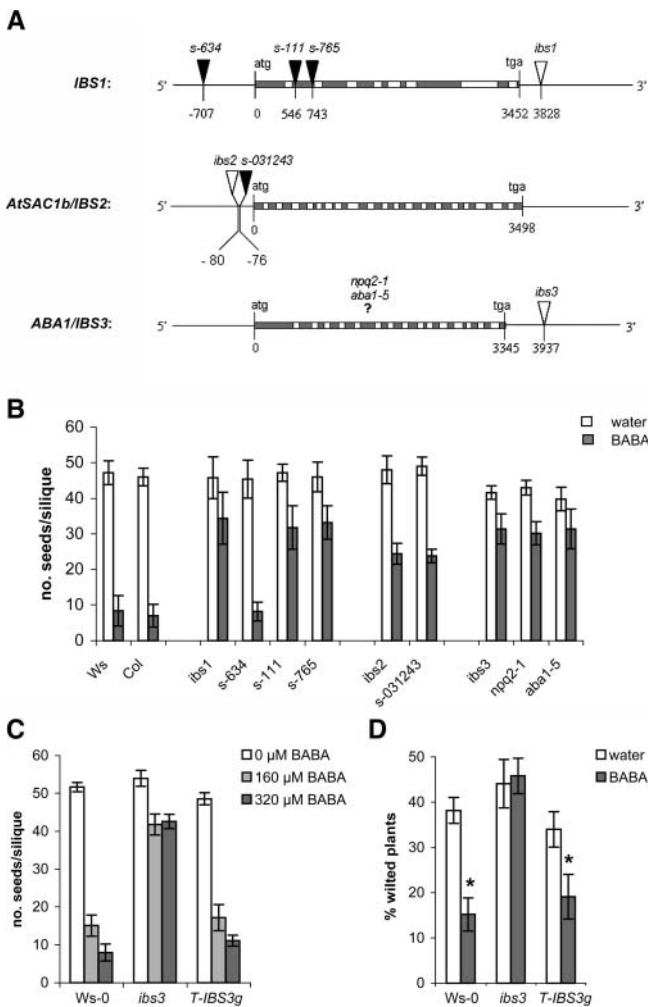 A
s-634
s-111
s-765
ibs1
atg
tga
IBS1:
5'
3'
-707
0
546
743
3452
3828
ibs2
s-031243
atg
tga
AtSAC1b/IBS2:
5'
3'
0
3498
- 80
-76
npq2-1
aba1-5
?
ibs3
atg
tga
ABA1/IBS3:
5'
3'
0
3345
3937
B
no. seeds/silique
60
50
40
30
20
10
0
water
BABA
Ws
Col
ibs1
s-634
s-111
s-765
ibs2
s-031243
ibs3
npq2-1
aba1-5
C
no. seeds/silique
60
50
40
30
20
10
0
0 µM BABA
160 µM BABA
320 µM BABA
Ws-0
ibs3
T-IBS3g
D
% wilted plants
50
40
30
20
10
0
water
BABA
*
*
Ws-0
ibs3
T-IBS3g